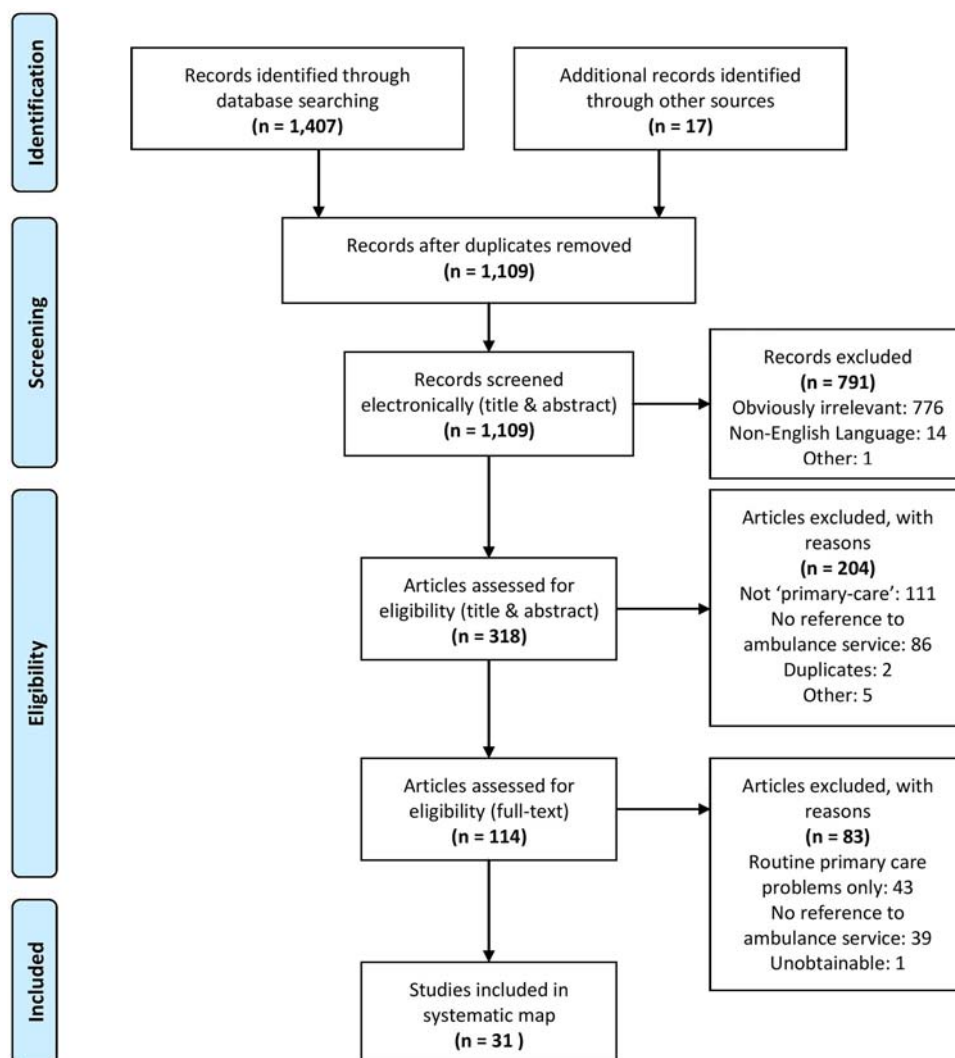 Identification
Records identified through
database searching
(n = 1,407)
Additional records identified
through other sources
(n = 17)
Screening
Records after duplicates removed
(n = 1,109)
Records screened
electronically (title & abstract)
(n = 1,109)
Records excluded
(n = 791)
Obviously irrelevant: 776
Non-English Language: 14
Other: 1
Eligibility
Articles assessed for
eligibility (title & abstract)
(n = 318)
Articles excluded, with
reasons
(n = 204)
Not ‘primary-care’: 111
No reference to
ambulance service: 86
Duplicates: 2
Other: 5
Articles assessed for
eligibility (full-text)
(n = 114)
Articles excluded, with
reasons
(n = 83)
Routine primary care
problems only: 43
No reference to
ambulance service: 39
Unobtainable: 1
Included
Studies included in
systematic map
(n = 31 )